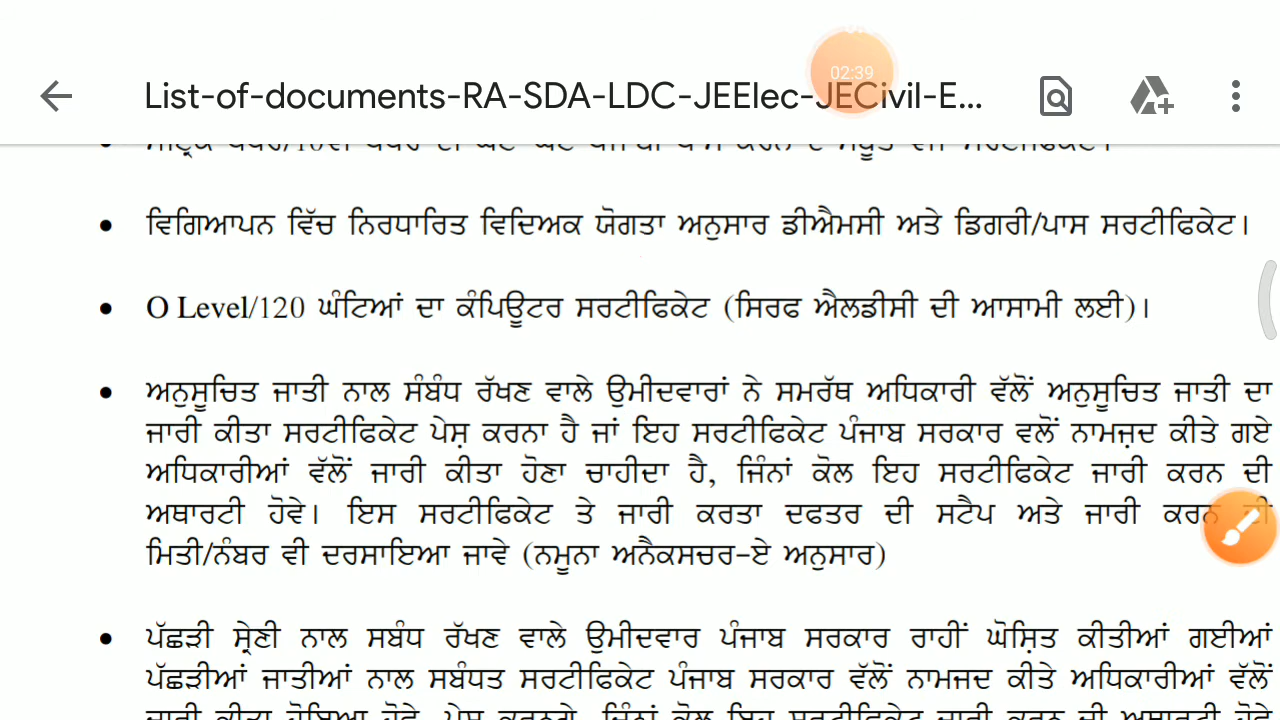 02:39
List-of-documents-RA-SDA-LDC-JEElec-JECivil-E...
ਵਿਗਿਆਪਨ ਵਿੱਚ ਨਿਰਧਾਰਿਤ ਵਿਦਿਅਕ ਯੋਗਤਾ ਅਨੁਸਾਰ ਡੀਐਮਸੀ ਅਤੇ ਡਿਗਰੀ/ਪਾਸ ਸਰਟੀਫਿਕੇਟ।
O Level/120 ਘੰਟਿਆਂ ਦਾ ਕੰਪਿਊਟਰ ਸਰਟੀਫਿਕੇਟ (ਸਿਰਫ ਐਲਡੀਸੀ ਦੀ ਆਸਾਮੀ ਲਈ)।
ਅਨੁਸੂਚਿਤ ਜਾਤੀ ਨਾਲ ਸੰਬੰਧ ਰੱਖਣ ਵਾਲੇ ਉਮੀਦਵਾਰਾਂ ਨੇ ਸਮਰੱਥ ਅਧਿਕਾਰੀ ਵੱਲੋਂ ਅਨੁਸੂਚਿਤ ਜਾਤੀ ਦਾ
ਜਾਰੀ ਕੀਤਾ ਸਰਟੀਫਿਕੇਟ ਪੇਸ਼ ਕਰਨਾ ਹੈ ਜਾਂ ਇਹ ਸਰਟੀਫਿਕੇਟ ਪੰਜਾਬ ਸਰਕਾਰ ਵਲੋਂ ਨਾਮਜ਼ਦ ਕੀਤੇ ਗਏ
ਅਧਿਕਾਰੀਆਂ ਵੱਲੋਂ ਜਾਰੀ ਕੀਤਾ ਹੋਣਾ ਚਾਹੀਦਾ ਹੈ, ਜਿੰਨਾਂ ਕੋਲ ਇਹ ਸਰਟੀਫਿਕੇਟ ਜਾਰੀ ਕਰਨ ਦੀ
ਅਥਾਰਟੀ ਹੋਵੇ। ਇਸ ਸਰਟੀਫਿਕੇਟ ਤੇ ਜਾਰੀ ਕਰਤਾ ਦਫਤਰ ਦੀ ਸਟੈਪ ਅਤੇ ਜਾਰੀ ਕਰਨ ਦੀ
ਮਿਤੀ/ਨੰਬਰ ਵੀ ਦਰਸਾਇਆ ਜਾਵੇ (ਨਮੂਨਾ ਅਨੈਕਸਚਰ-ਏ ਅਨੁਸਾਰ)
ਪੱਛੜੀ ਸ਼੍ਰੇਣੀ ਨਾਲ ਸਬੰਧ ਰੱਖਣ ਵਾਲੇ ਉਮੀਦਵਾਰ ਪੰਜਾਬ ਸਰਕਾਰ ਰਾਹੀਂ ਘੋਸ਼ਿਤ ਕੀਤੀਆਂ ਗਈਆਂ
ਪੱਛੜੀਆਂ ਜਾਤੀਆਂ ਨਾਲ ਸਬੰਧਤ ਸਰਟੀਫਿਕੇਟ ਪੰਜਾਬ ਸਰਕਾਰ ਵੱਲੋਂ ਨਾਮਜਦ ਕੀਤੇ ਅਧਿਕਾਰੀਆਂ ਵੱਲੋਂ